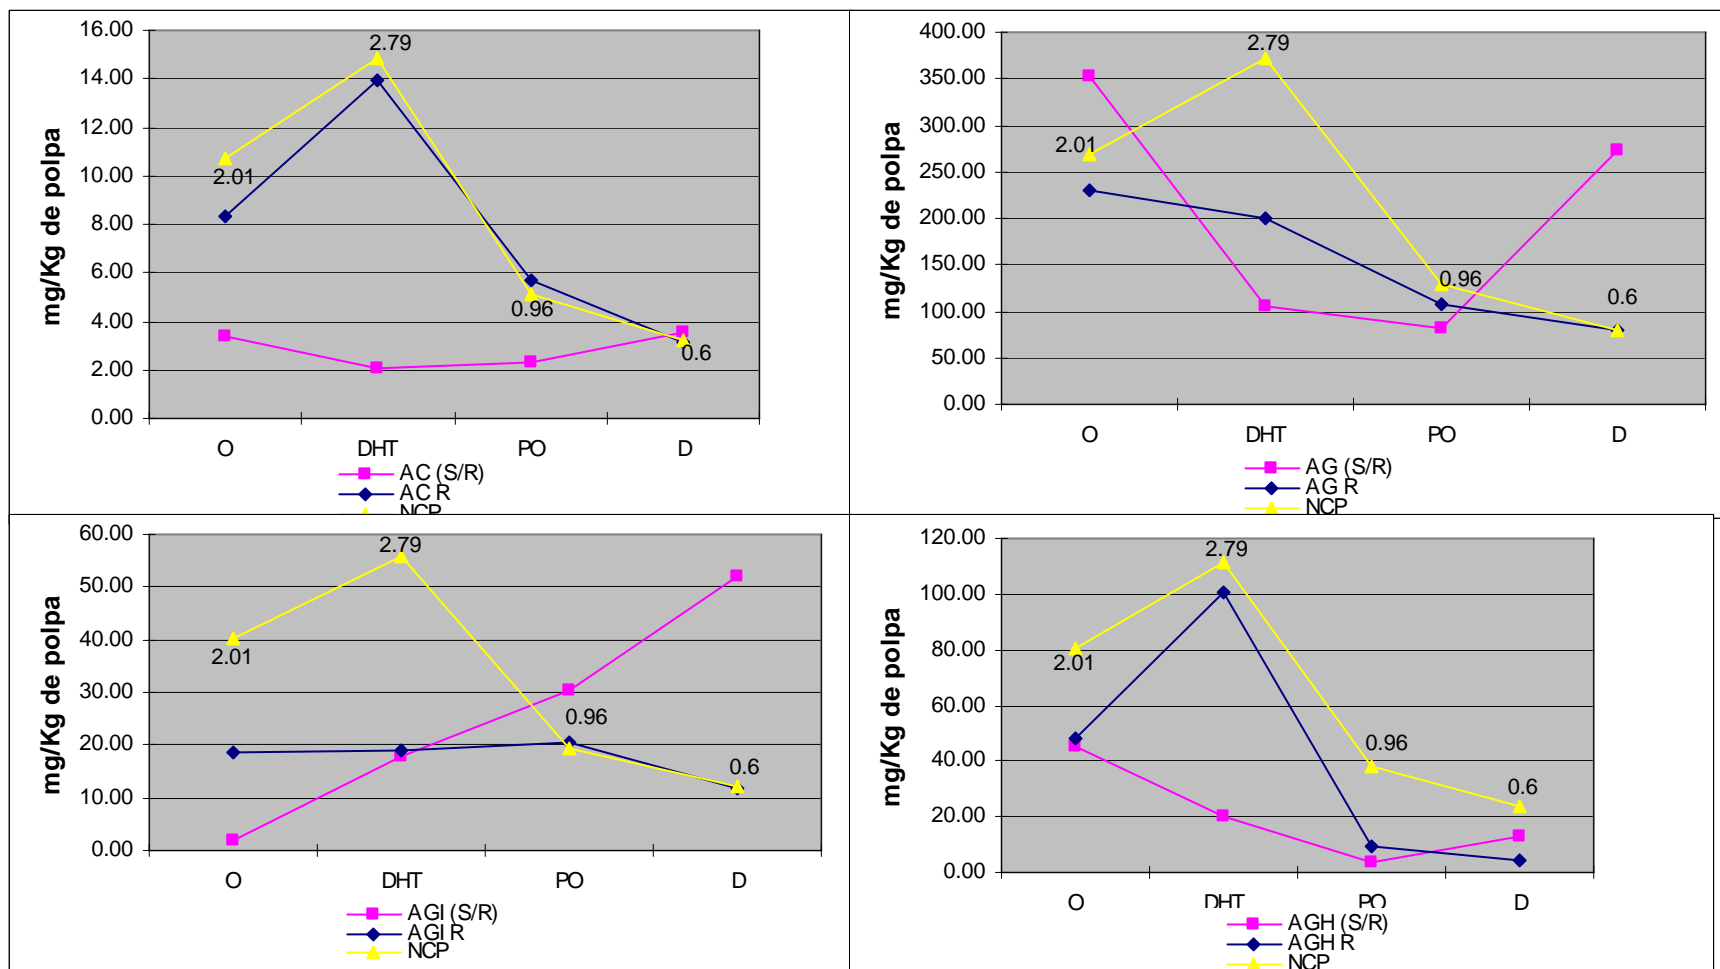 16.00
14.00
12.00
10.00
8.00
6.00
4.00
2.00
0.00
mg/Kg de polpa
2.79
2.01
0.96
0.6
O DHT PO D
AC (S/R)
AC R
NCP
400.00
350.00
300.00
250.00
200.00
150.00
100.00
50.00
0.00
mg/Kg de polpa
2.79
2.01
0.96
0.6
O DHT PO D
AG (S/R)
AG R
NCP
60.00
50.00
40.00
30.00
20.00
10.00
0.00
mg/Kg de polpa
2.79
2.01
0.96
0.6
O DHT PO D
AGI (S/R)
AGI R
NCP
120.00
100.00
80.00
60.00
40.00
20.00
0.00
mg/Kg de polpa
2.79
2.01
0.96
0.6
O DHT PO D
AGH (S/R)
AGH R
NCP